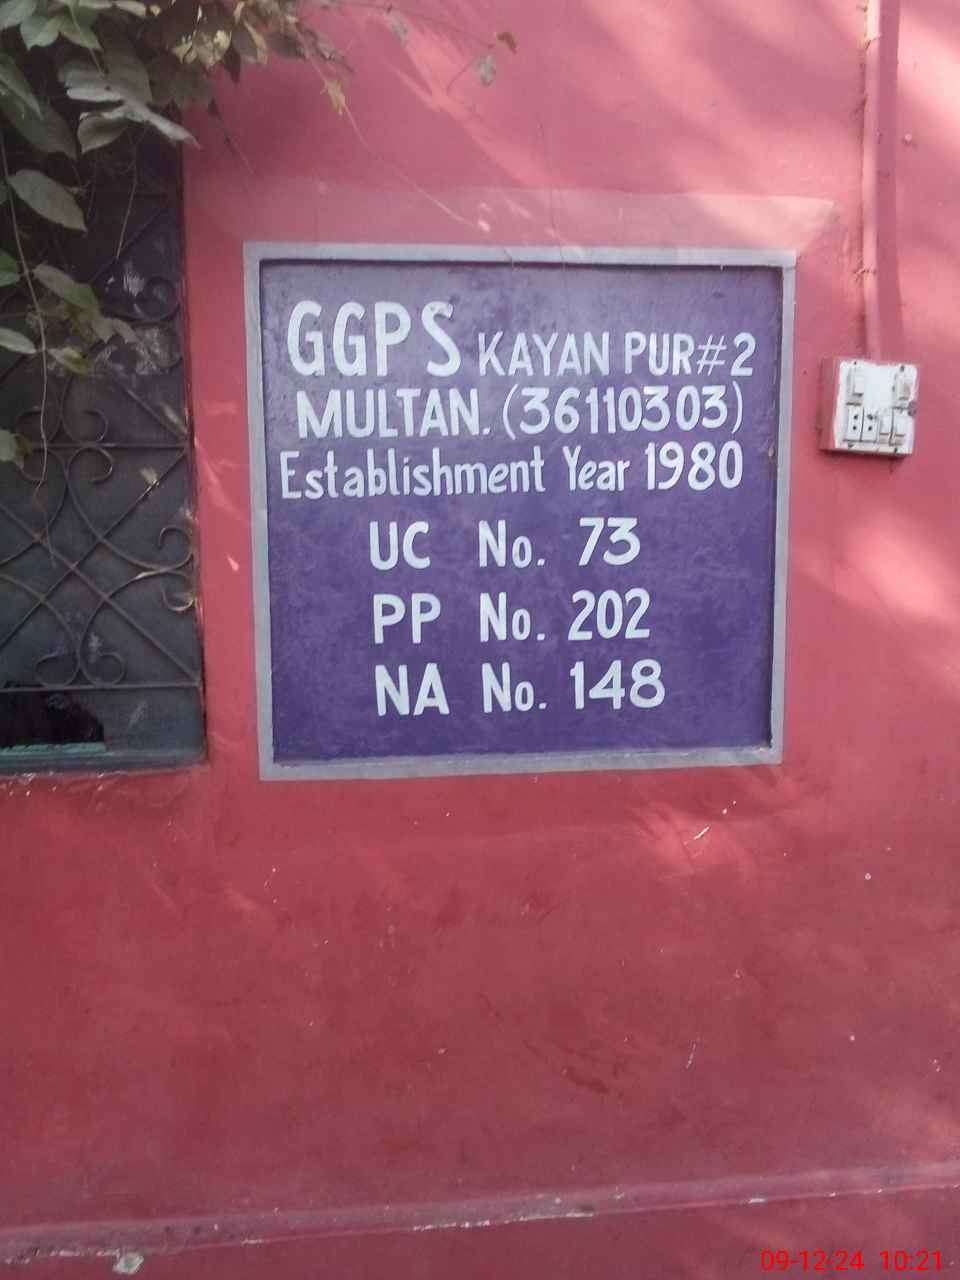 GGPS KAYAN PUR#2
MULTAN. (36110303)
Establishment Year 1980
UC No. 73
PP No. 202
NA No. 148
09-12-24 10:21